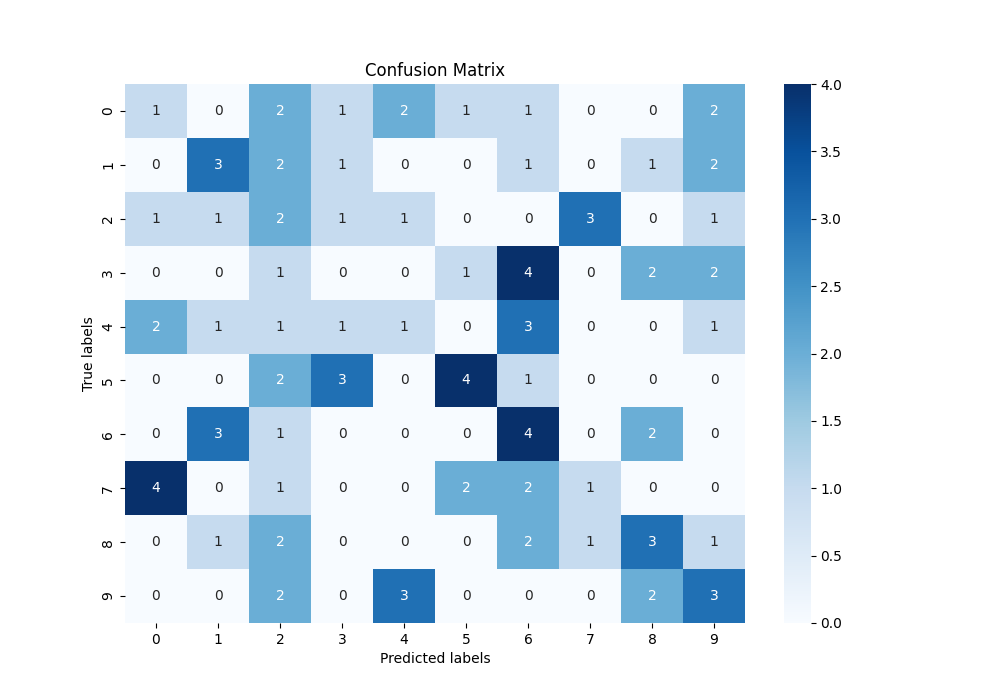 Confusion Matrix
0 1 0 2 1 2 1 1 0 0 2
1 0 3 2 1 0 0 1 0 1 2
2 1 1 2 1 1 0 0 3 0 1
3 0 0 1 0 0 1 4 0 2 2
4 2 1 1 1 1 0 3 0 0 1
5 0 0 2 3 0 4 1 0 0 0
6 0 3 1 0 0 0 4 0 2 0
7 4 0 1 0 0 2 2 1 0 0
8 0 1 2 0 0 0 2 1 3 1
9 0 0 2 0 3 0 0 0 2 3
0 1 2 3 4 5 6 7 8 9
Predicted labels
True labels
4.0
3.5
3.0
2.5
2.0
1.5
1.0
0.5
0.0